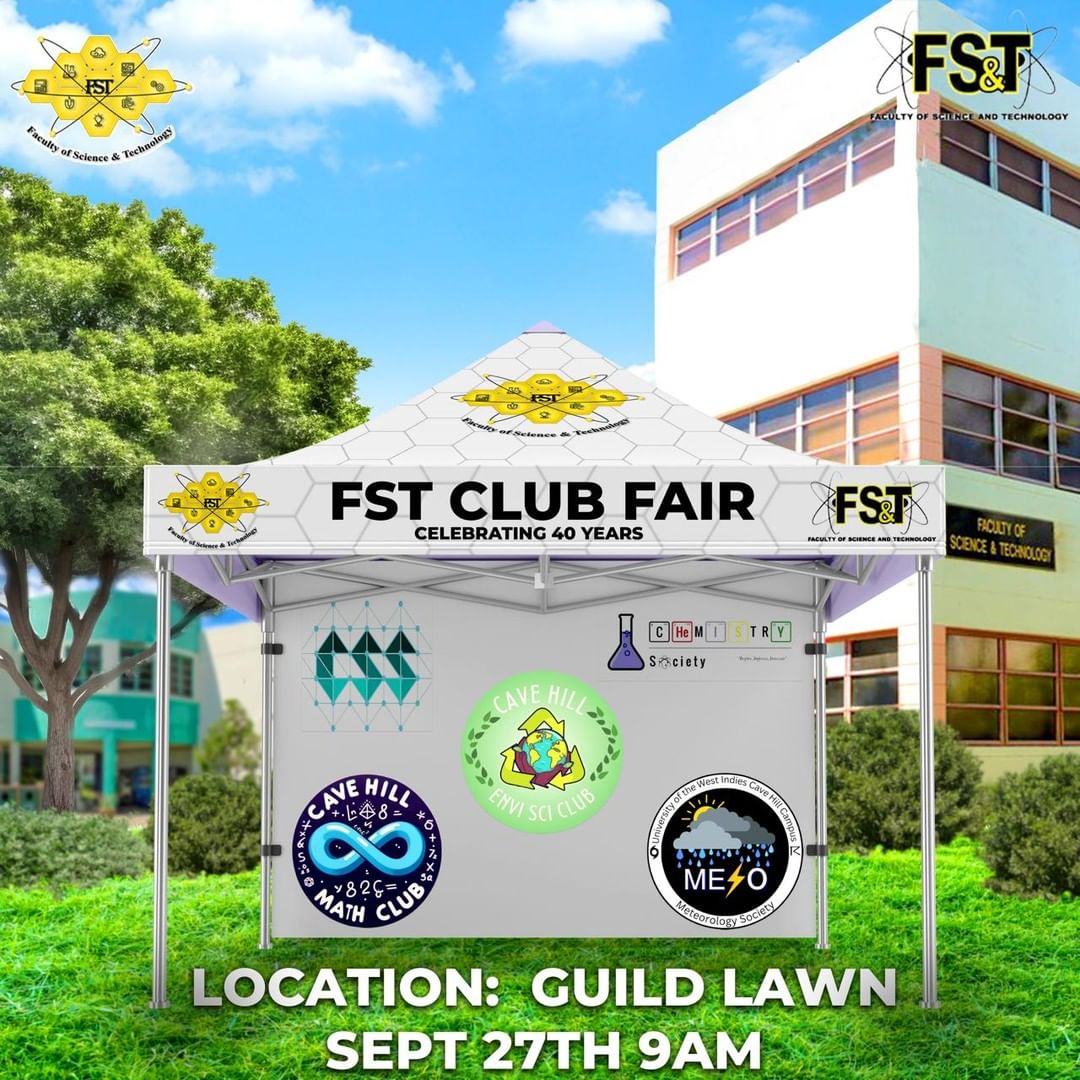 FST
Faculty of Science & Technology
FS&T
FACULTY OF SCIENCE AND TECHNOLOGY
FST
Faculty of Science & Technology
FST
Faculty of Science & Technology
FST CLUB FAIR
CELEBRATING 40 YEARS
FS&T
FACULTY OF SCIENCE AND TECHNOLOGY
FACULTY OF
SCIENCE & TECHNOLOGY
CSS
CHeMISTRY
Society
CAVE HILL
ENVI SCI CLUB
CAVE HILL
MATH CLUB
University of the West Indies Cave Hill Campus
MESO
Meteorology Society
LOCATION: GUILD LAWN
SEPT 27TH 9AM